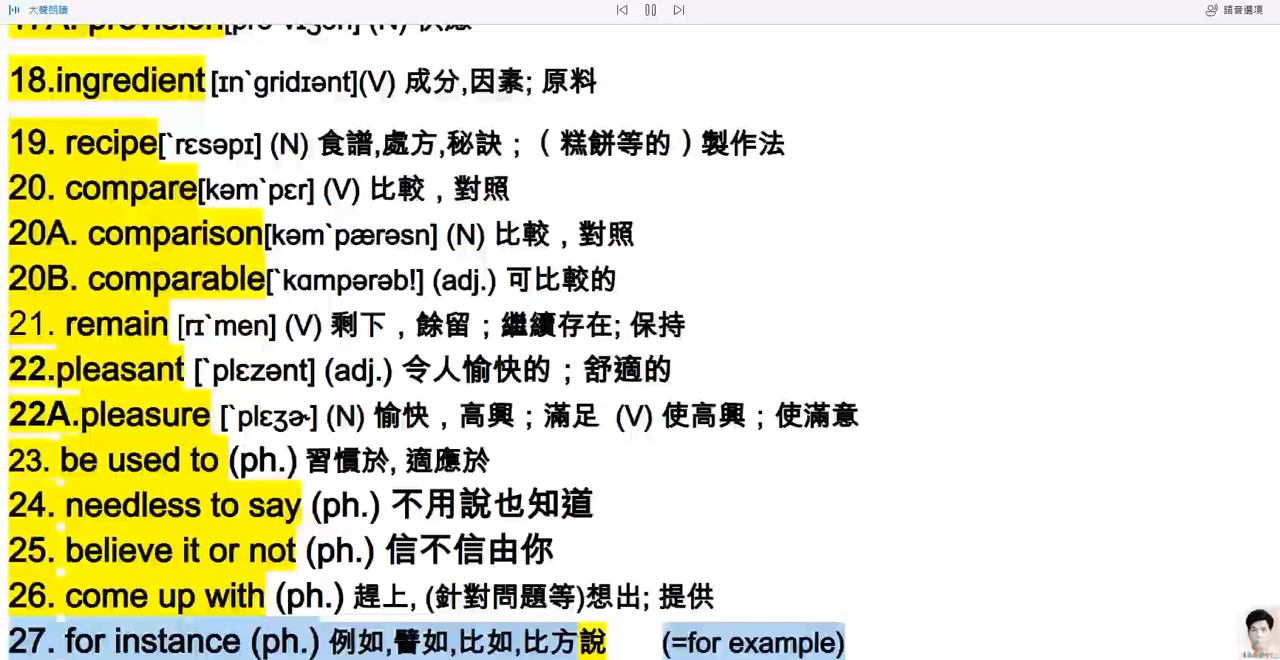 大聲朗讀
語音選項
17A. provision[prə`vɪʒən] (N) 供應
18.ingredient [ɪn`gridɪənt](V) 成分,因素; 原料
19. recipe[`rɛsəpɪ] (N) 食譜,處方,秘訣；（糕餅等的）製作法
20. compare[kəm`pɛr] (V) 比較，對照
20A. comparison[kəm`pærəsn] (N) 比較，對照
20B. comparable[`kɑmpərəb!] (adj.) 可比較的
21. remain [rɪ`men] (V) 剩下，餘留；繼續存在; 保持
22.pleasant [`plɛzənt] (adj.) 令人愉快的；舒適的
22A.pleasure [`plɛʒɚ] (N) 愉快，高興；滿足 (V) 使高興；使滿意
23. be used to (ph.) 習慣於, 適應於
24. needless to say (ph.) 不用說也知道
25. believe it or not (ph.) 信不信由你
26. come up with (ph.) 趕上, (針對問題等)想出; 提供
27. for instance (ph.) 例如,譬如,比如,比方說 (=for example)